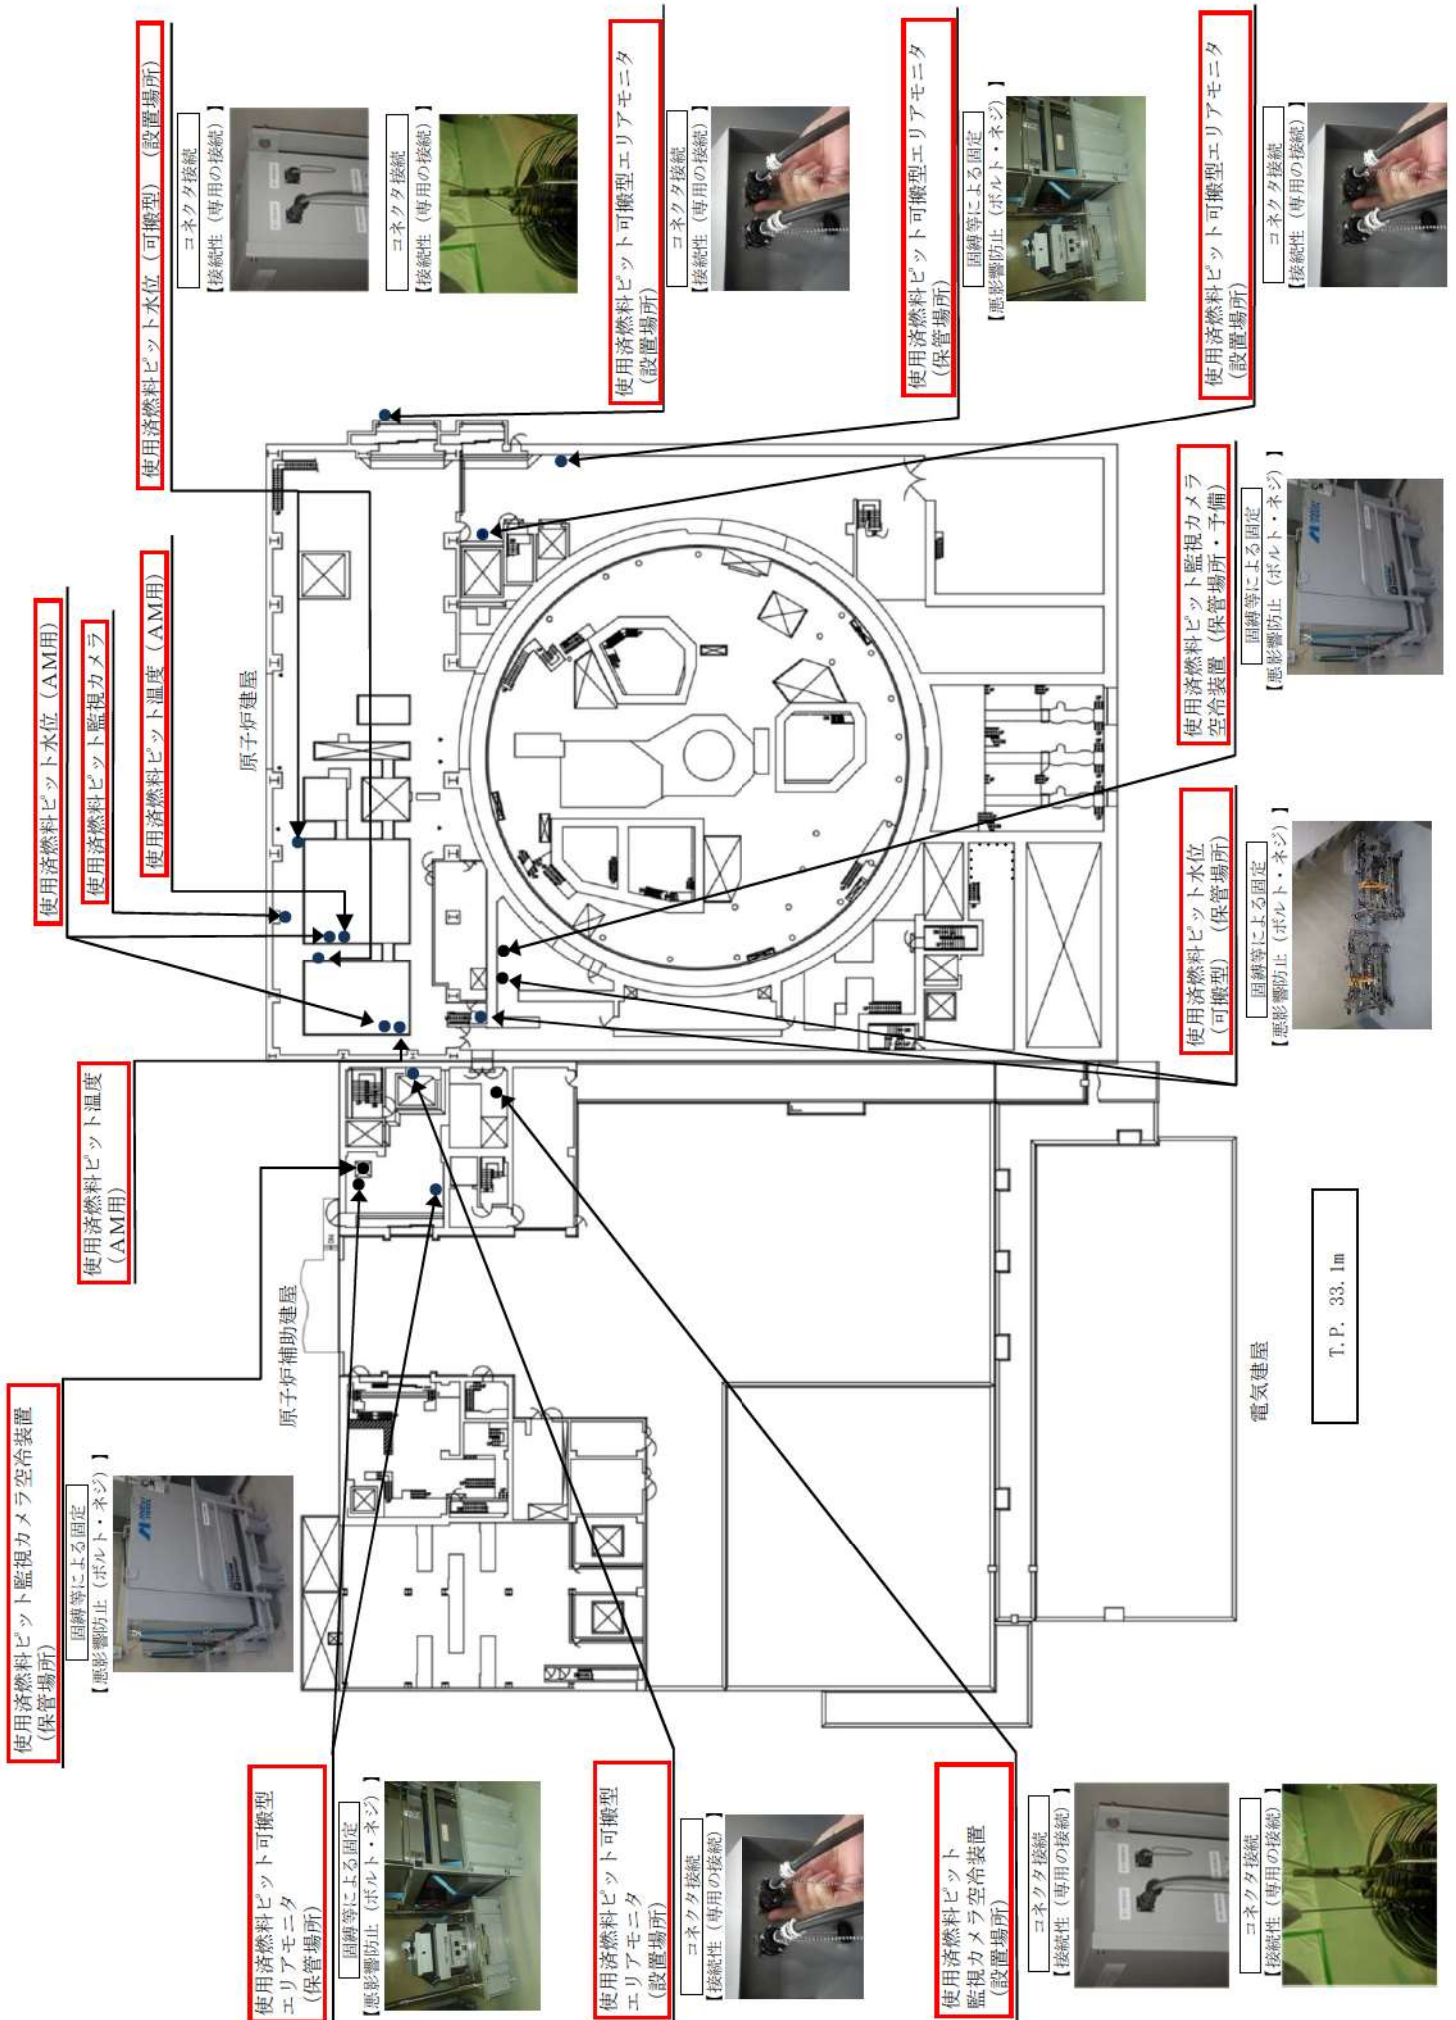 使用済燃料ピット監視カメラ空冷装置
(保管場所)
固縛等による固定
【悪影響防止（ボルト・ネジ）】
使用済燃料ピット温度
（AM用）
使用済燃料ピット水位（AM用）
使用済燃料ピット監視カメラ
使用済燃料ピット温度（AM用）
使用済燃料ピット水位（可搬型）（設置場所）
コネクタ接続
【接続性（専用の接続）】
コネクタ接続
【接続性（専用の接続）】
原子炉補助建屋
原子炉建屋
使用済燃料ピット可搬型
エリアモニタ
(保管場所)
固縛等による固定
【悪影響防止（ボルト・ネジ）】
使用済燃料ピット可搬型エリアモニタ
(設置場所)
コネクタ接続
【接続性（専用の接続）】
使用済燃料ピット可搬型
エリアモニタ
(設置場所)
コネクタ接続
【接続性（専用の接続）】
使用済燃料ピット可搬型エリアモニタ
(保管場所)
固縛等による固定
【悪影響防止（ボルト・ネジ）】
使用済燃料ピット
監視カメラ空冷装置
(設置場所)
コネクタ接続
【接続性（専用の接続）】
コネクタ接続
【接続性（専用の接続）】
使用済燃料ピット水位
（可搬型）（保管場所）
固縛等による固定
【悪影響防止（ボルト・ネジ）】
使用済燃料ピット監視カメラ
空冷装置（保管場所・予備）
固縛等による固定
【悪影響防止（ボルト・ネジ）】
使用済燃料ピット可搬型エリアモニタ
(設置場所)
コネクタ接続
【接続性（専用の接続）】
電気建屋
T.P. 33.1m